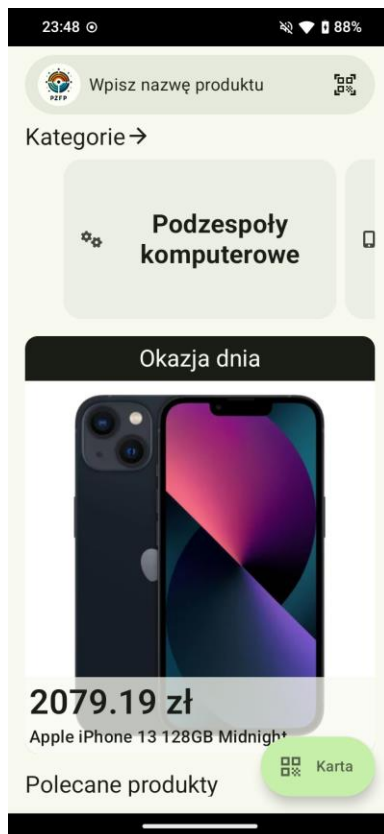 23:48
88%
PZFP
Wpisz nazwę produktu
Kategorie
Podzespoły
komputerowe
Okazja dnia
2079.19 zł
Apple iPhone 13 128GB Midnight
Karta
Polecane produkty